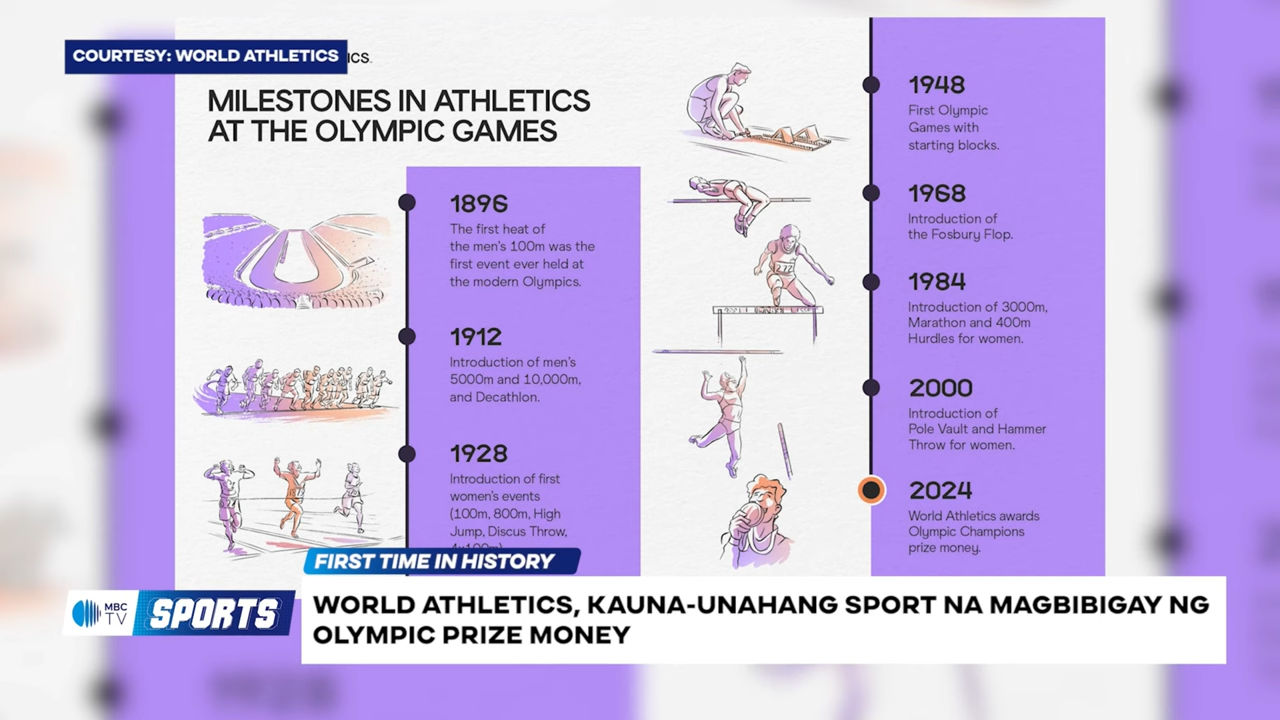 COURTESY: WORLD ATHLETICS
ICS.
MILESTONES IN ATHLETICS
AT THE OLYMPIC GAMES
1896
The first heat of
the men's 100m was the
first event ever held at
the modern Olympics.
1912
Introduction of men's
5000m and 10,000m,
and Decathlon.
1928
Introduction of first
women's events
(100m, 800m, High
Jump, Discus Throw,
4x100m)
1948
First Olympic
Games with
starting blocks.
1968
Introduction of
the Fosbury Flop.
272
1984
Introduction of 3000m,
Marathon and 400m
Hurdles for women.
2000
Introduction of
Pole Vault and Hammer
Throw for women.
2024
World Athletics awards
Olympic Champions
prize money.
FIRST TIME IN HISTORY
MBC
TV
SPORTS
WORLD ATHLETICS, KAUNA-UNAHANG SPORT NA MAGBIBIGAY NG
OLYMPIC PRIZE MONEY
1928